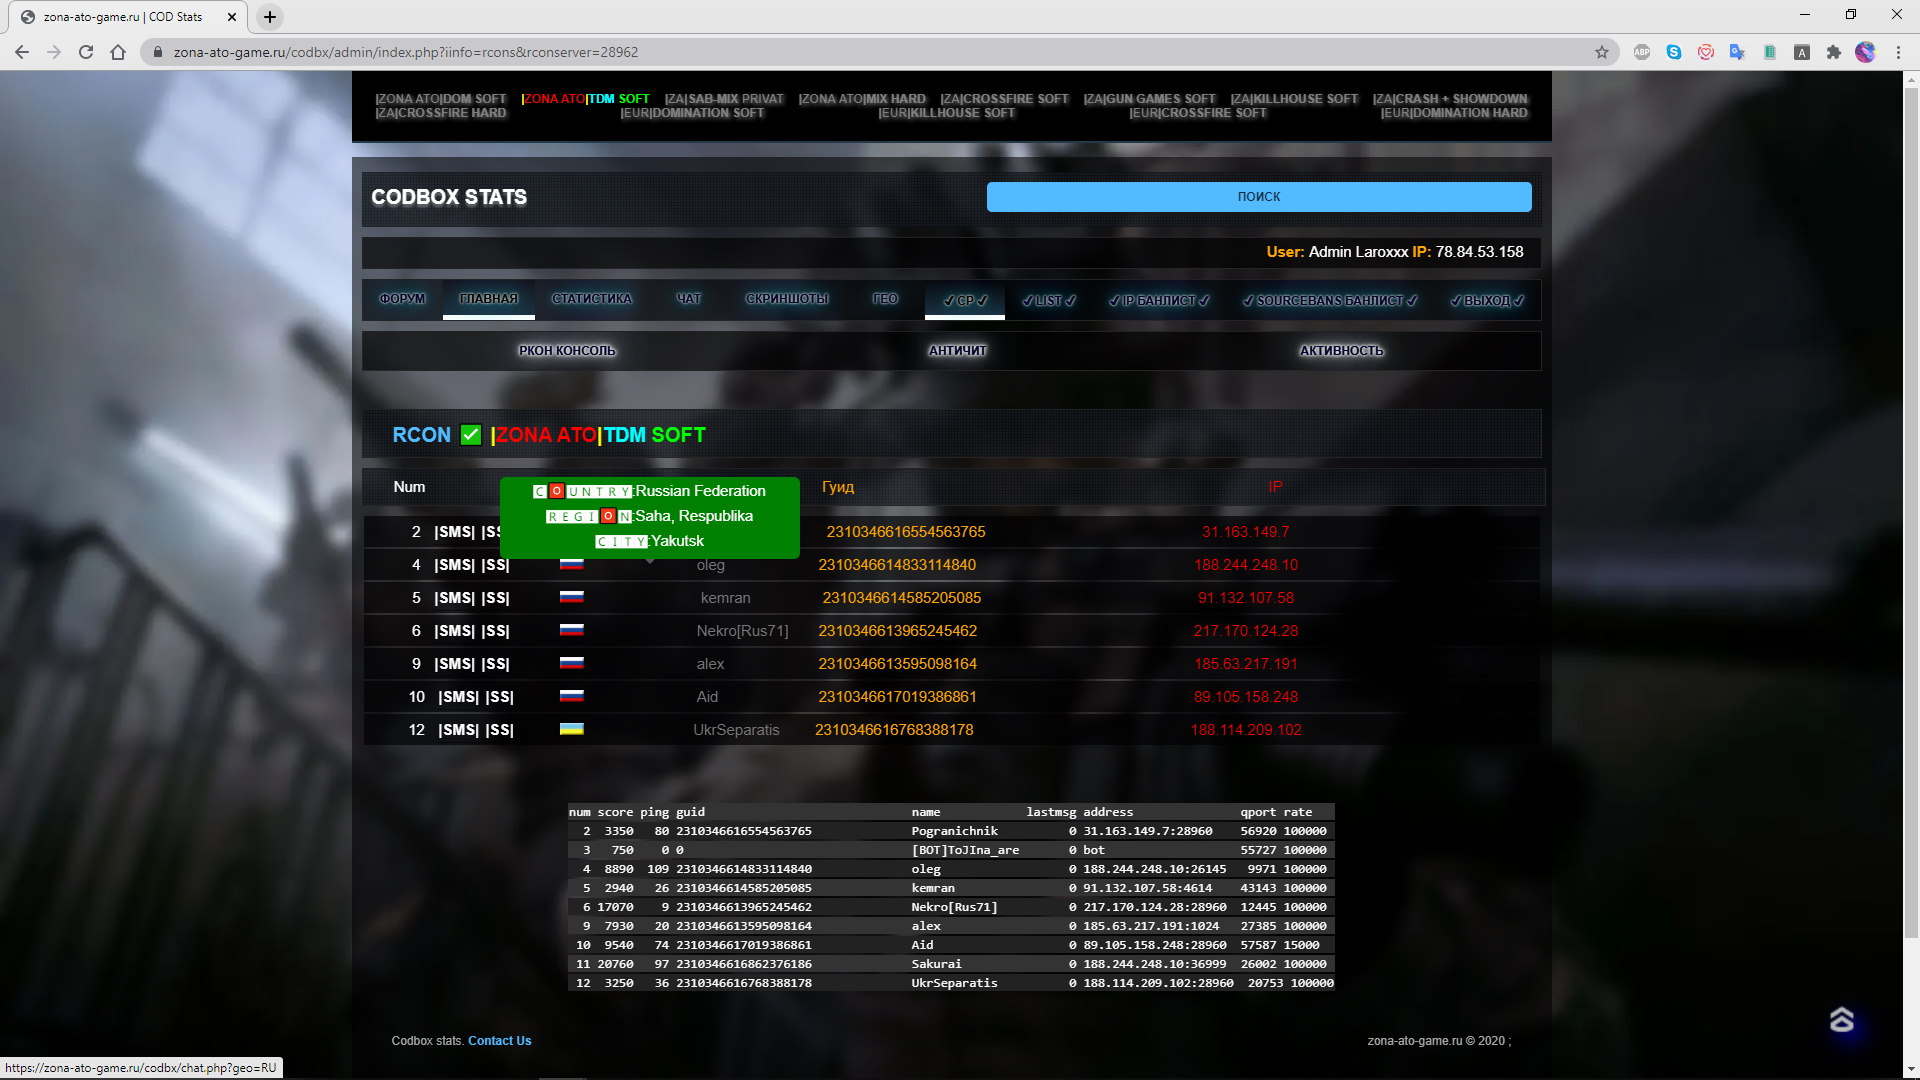 zona-ato-game.ru | COD Stats
zona-ato-game.ru/codbx/admin/index.php?iinfo=rcons&rconserver=28962
|ZONA ATO|DOM SOFT |ZONA ATO|TDM SOFT |ZA|SAB-MIX PRIVAT |ZONA ATO|MIX HARD |ZA|CROSSFIRE SOFT |ZA|GUN GAMES SOFT |ZA|KILLHOUSE SOFT |ZA|CRASH + SHOWDOWN
|ZA|CROSSFIRE HARD |EUR|DOMINATION SOFT |EUR|KILLHOUSE SOFT |EUR|CROSSFIRE SOFT |EUR|DOMINATION HARD
CODBOX STATS ПОИСК
User: Admin Laroxxx IP: 78.84.53.158
ФОРУМ ГЛАВНАЯ СТАТИСТИКА ЧАТ СКРИНШОТЫ ГЕО ✓ CP ✓ ✓ LIST ✓ ✓ IP БАНЛИСТ ✓ ✓ SOURCEBANS БАНЛИСТ ✓ ✓ ВЫХОД ✓
РКОН КОНСОЛЬ АНТИЧИТ АКТИВНОСТЬ
RCON ✅ |ZONA ATO|TDM SOFT
Num Гуид IP
COUNTRY:Russian Federation
REGION:Saha, Respublika
CITY:Yakutsk
2 |SMS| |SS 2310346616554563765 31.163.149.7
4 |SMS| |SS| oleg 2310346614833114840 188.244.248.10
5 |SMS| |SS| kemran 2310346614585205085 91.132.107.58
6 |SMS| |SS| Nekro[Rus71] 2310346613965245462 217.170.124.28
9 |SMS| |SS| alex 2310346613595098164 185.63.217.191
10 |SMS| |SS| Aid 2310346617019386861 89.105.158.248
12 |SMS| |SS| UkrSeparatis 2310346616768388178 188.114.209.102
num score ping guid name lastmsg address qport rate
2 3350 80 2310346616554563765 Pogranichnik 0 31.163.149.7:28960 56920 100000
3 750 0 0 [BOT]ToJIna_are 0 bot 55727 100000
4 8890 109 2310346614833114840 oleg 0 188.244.248.10:26145 9971 100000
5 2940 26 2310346614585205085 kemran 0 91.132.107.58:4614 43143 100000
6 17070 9 2310346613965245462 Nekro[Rus71] 0 217.170.124.28:28960 12445 100000
9 7930 20 2310346613595098164 alex 0 185.63.217.191:1024 27385 100000
10 9540 74 2310346617019386861 Aid 0 89.105.158.248:28960 57587 15000
11 20760 97 2310346616862376186 Sakurai 0 188.244.248.10:36999 26002 100000
12 3250 36 2310346616768388178 UkrSeparatis 0 188.114.209.102:28960 20753 100000
Codbox stats. Contact Us zona-ato-game.ru © 2020 ;
https://zona-ato-game.ru/codbx/chat.php?geo=RU